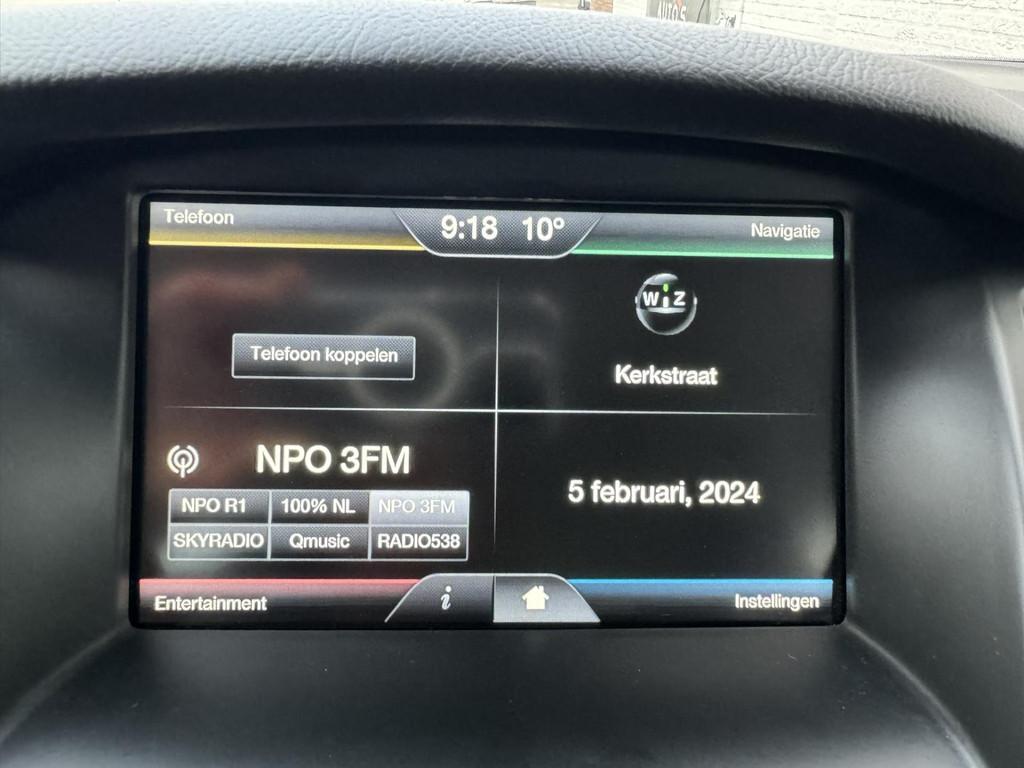 AUTO'S
Telefoon
9:18 10°
Navigatie
W i Z
Telefoon koppelen
Kerkstraat
NPO 3FM
NPO R1 100% NL NPO 3FM
SKYRADIO Qmusic RADIO538
5 februari, 2024
Entertainment
i
Instellingen